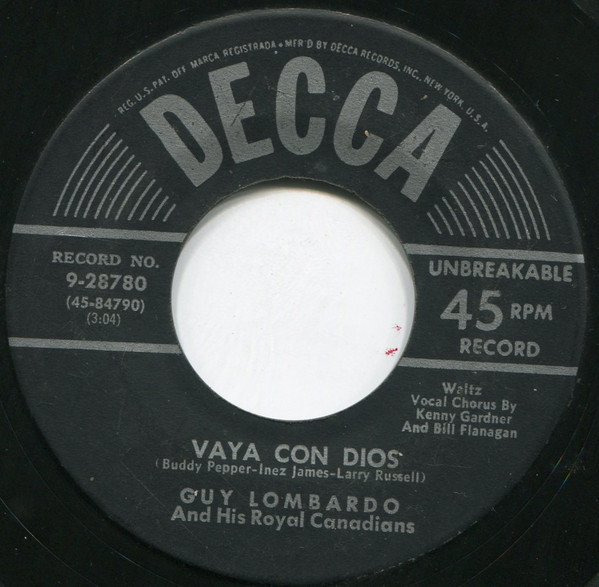 REG. U.S. PAT. OFF. MARCA REGISTRADA • MF'R'D BY DECCA RECORDS, INC., NEW YORK, U.S.A.
DECCA
RECORD NO.
9-28780
(45-84790)
(3:04)
UNBREAKABLE
45 RPM
RECORD
Waltz
Vocal Chorus By
Kenny Gardner
And Bill Flanagan
VAYA CON DIOS
(Buddy Pepper-Inez James-Larry Russell)
GUY LOMBARDO
And His Royal Canadians